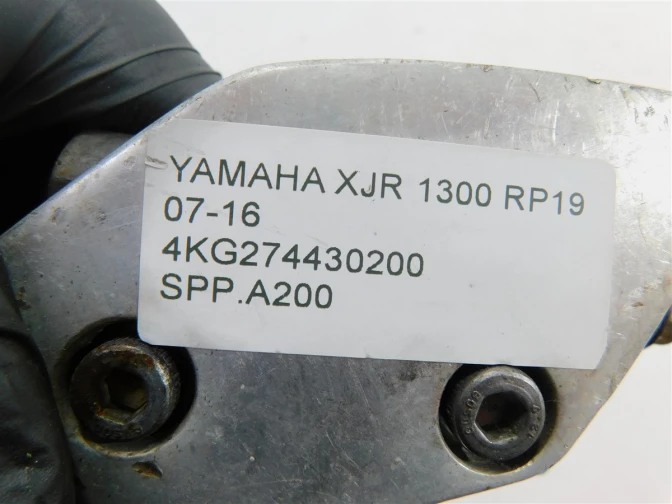 YAMAHA XJR 1300 RP19
07-16
4KG274430200
SPP.A200